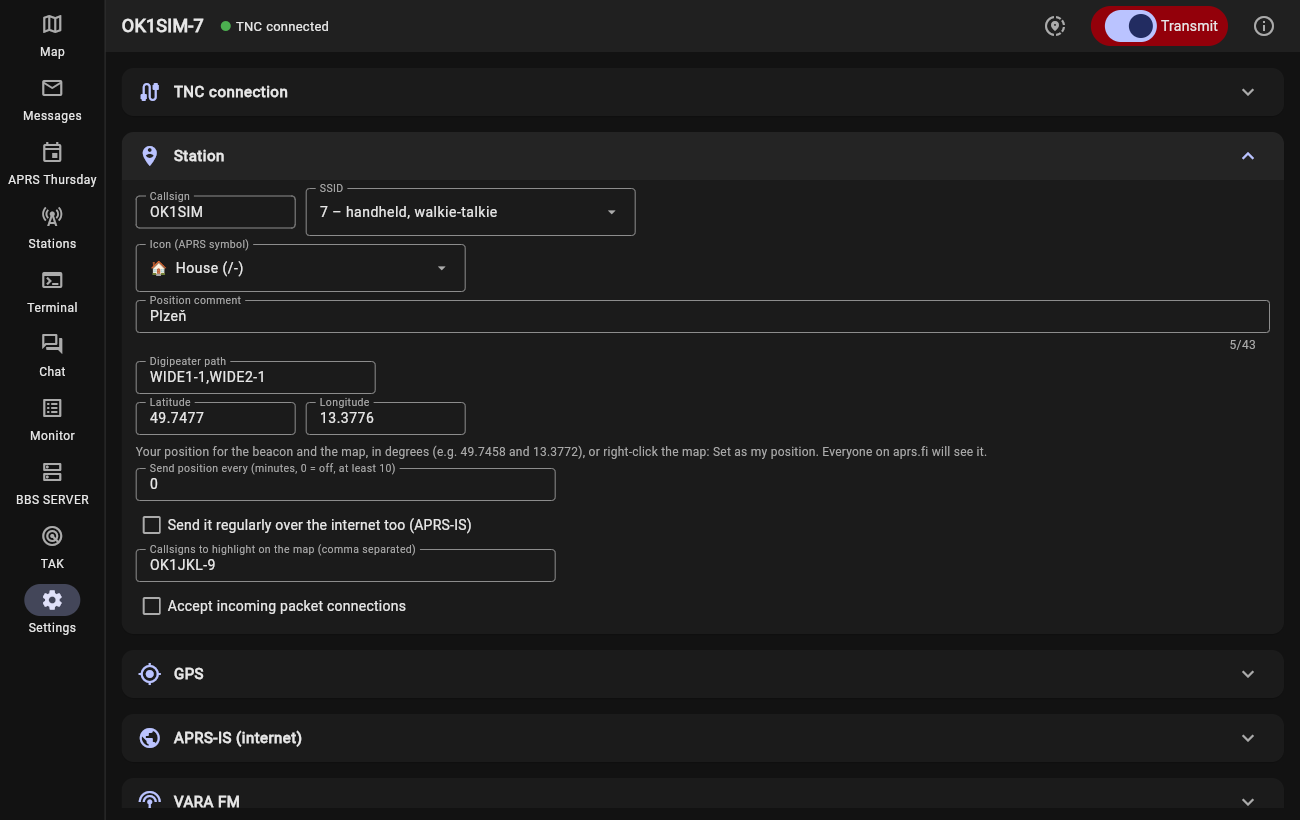 OK1SIM-7
TNC connected
Transmit
Map
Messages
APRS Thursday
Stations
Terminal
Chat
Monitor
BBS SERVER
TAK
Settings
TNC connection
Station
Callsign
OK1SIM
SSID
7 – handheld, walkie-talkie
Icon (APRS symbol)
House (/-)
Position comment
Plzeň
5/43
Digipeater path
WIDE1-1,WIDE2-1
Latitude
49.7477
Longitude
13.3776
Your position for the beacon and the map, in degrees (e.g. 49.7458 and 13.3772), or right-click the map: Set as my position. Everyone on aprs.fi will see it.
Send position every (minutes, 0 = off, at least 10)
0
Send it regularly over the internet too (APRS-IS)
Callsigns to highlight on the map (comma separated)
OK1JKL-9
Accept incoming packet connections
GPS
APRS-IS (internet)
VARA FM